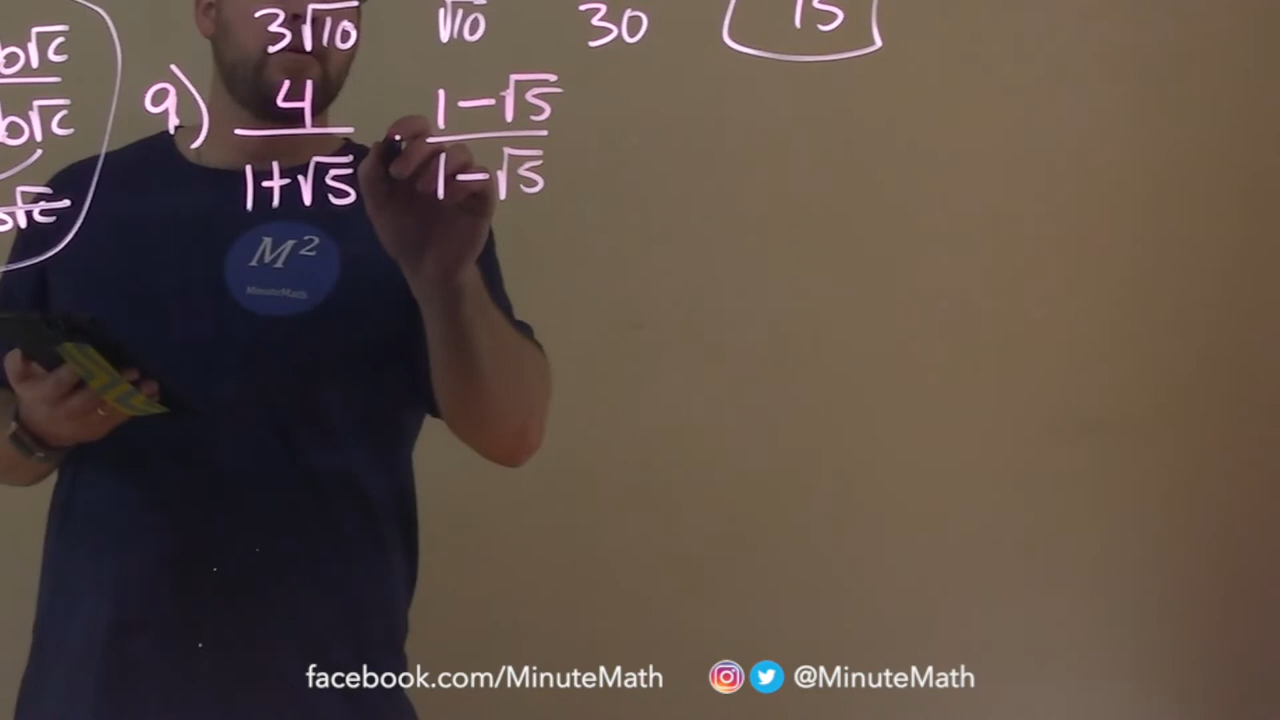 b√c
3√10 √10 30 15
b√c
9) 4 1-√5
1+√5 1-√5
M²
MinuteMath
facebook.com/MinuteMath @MinuteMath